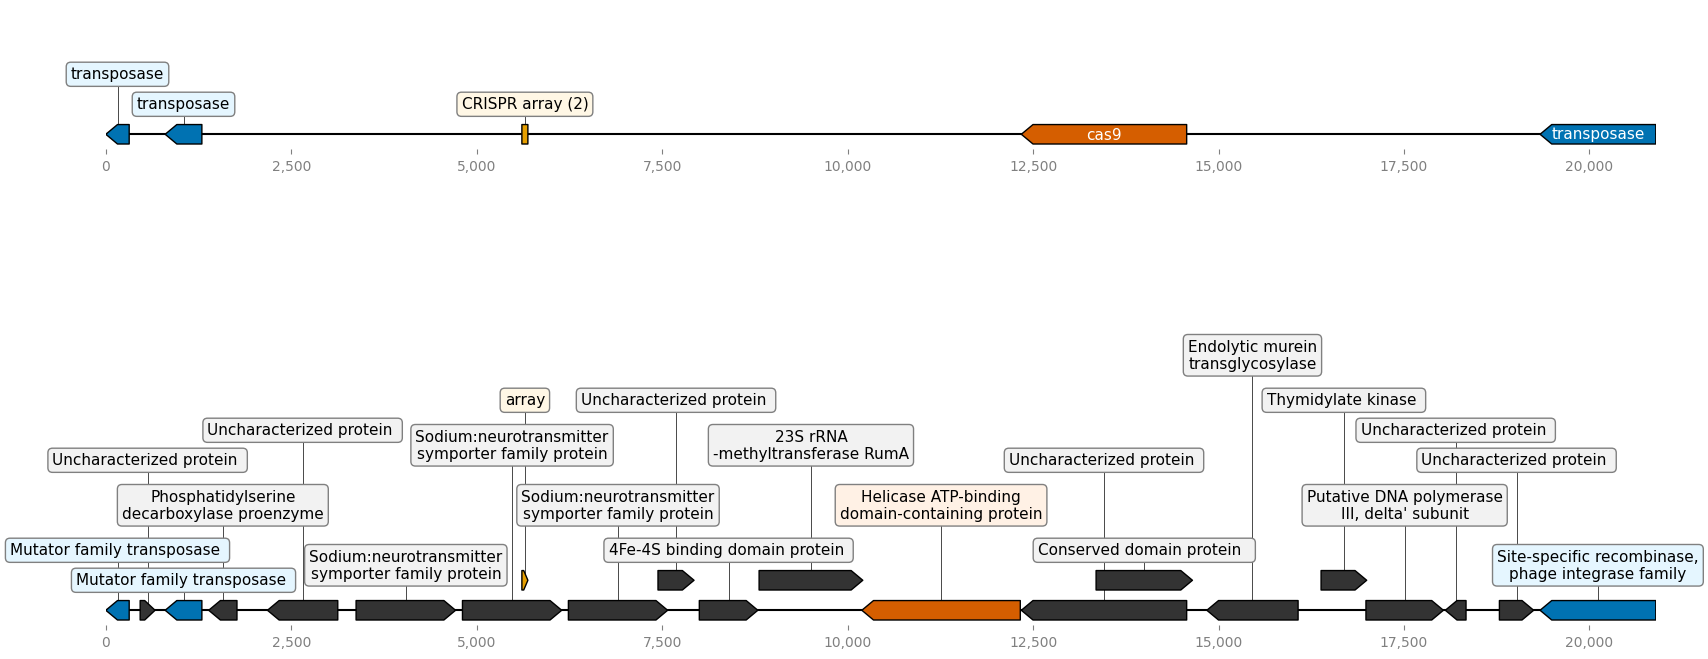 transposase
transposase
CRISPR array (2)
cas9
transposase
0
2,500
5,000
7,500
10,000
12,500
15,000
17,500
20,000
Endolytic murein
transglycosylase
array
Uncharacterized protein
Thymidylate kinase
Uncharacterized protein
Sodium:neurotransmitter
symporter family protein
23S rRNA
-methyltransferase RumA
Uncharacterized protein
Uncharacterized protein
Uncharacterized protein
Uncharacterized protein
Phosphatidylserine
decarboxylase proenzyme
Sodium:neurotransmitter
symporter family protein
Helicase ATP-binding
domain-containing protein
Putative DNA polymerase
III, delta' subunit
Mutator family transposase
Sodium:neurotransmitter
symporter family protein
4Fe-4S binding domain protein
Conserved domain protein
Site-specific recombinase,
phage integrase family
Mutator family transposase
0
2,500
5,000
7,500
10,000
12,500
15,000
17,500
20,000